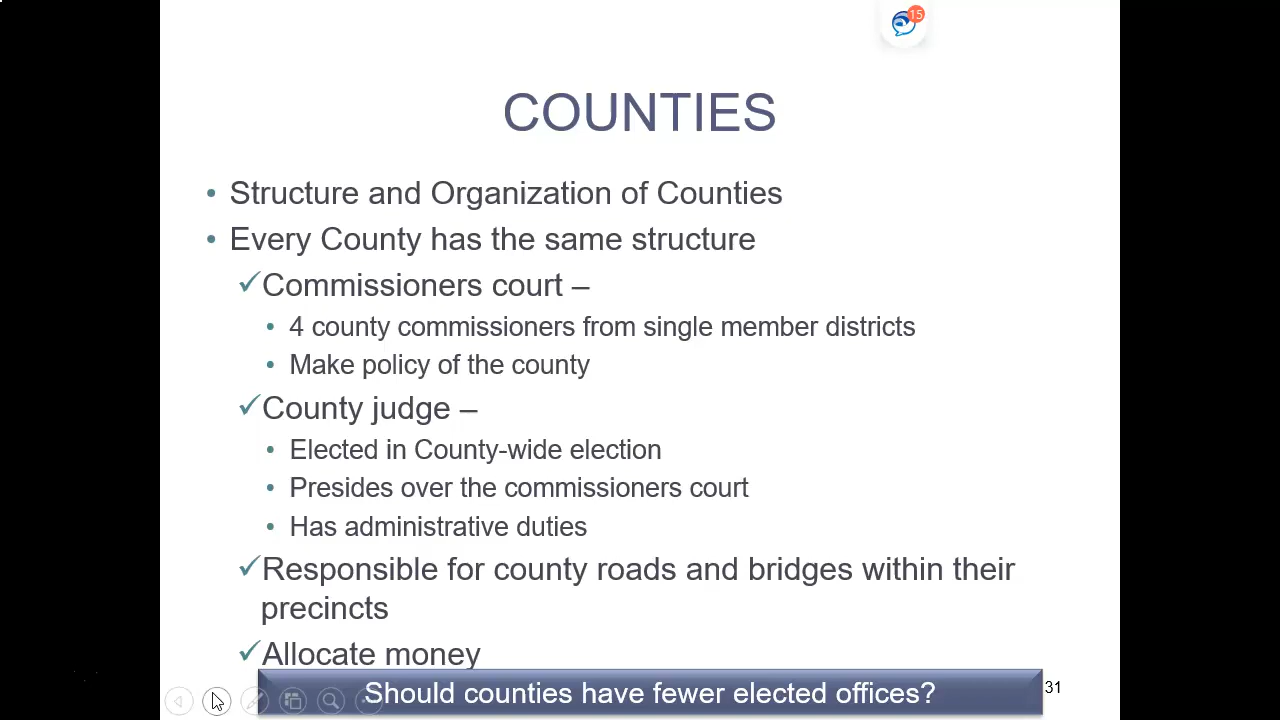 15
COUNTIES
• Structure and Organization of Counties
• Every County has the same structure
✓Commissioners court –
• 4 county commissioners from single member districts
• Make policy of the county
✓County judge –
• Elected in County-wide election
• Presides over the commissioners court
• Has administrative duties
✓Responsible for county roads and bridges within their
precincts
✓Allocate money
Should counties have fewer elected offices?
31